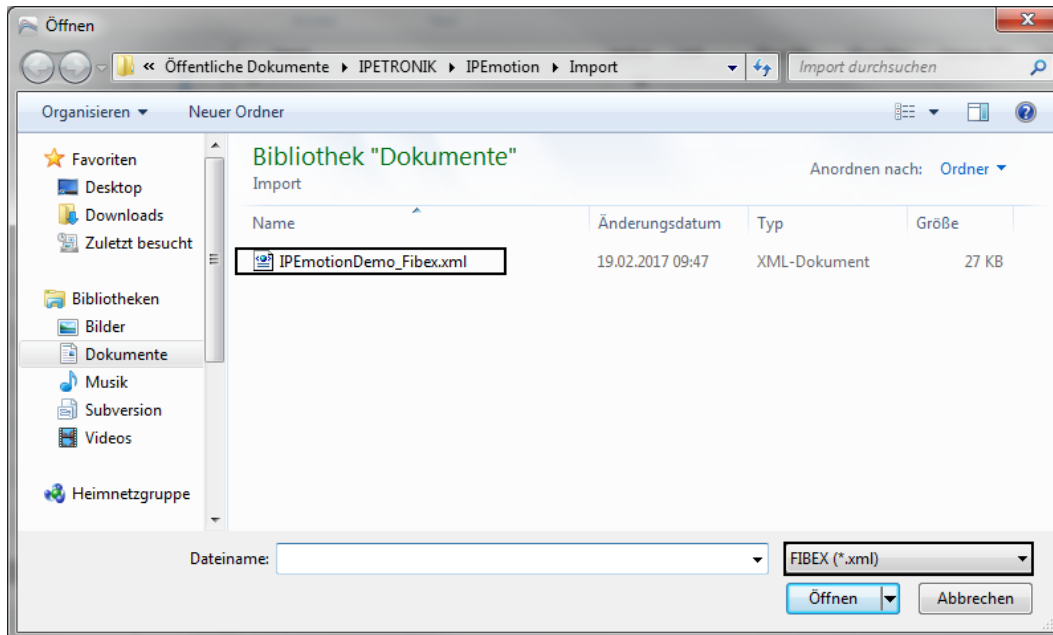 Öffnen
« Öffentliche Dokumente ▸ IPETRONIK ▸ IPEmotion ▸ Import
Import durchsuchen
Organisieren
Neuer Ordner
Favoriten
Desktop
Downloads
Zuletzt besucht
Bibliotheken
Bilder
Dokumente
Musik
Subversion
Videos
Heimnetzgruppe
Bibliothek "Dokumente"
Import
Anordnen nach: Ordner
Name Änderungsdatum Typ Größe
IPEmotionDemo_Fibex.xml 19.02.2017 09:47 XML-Dokument 27 KB
Dateiname:
FIBEX (*.xml)
Öffnen
Abbrechen